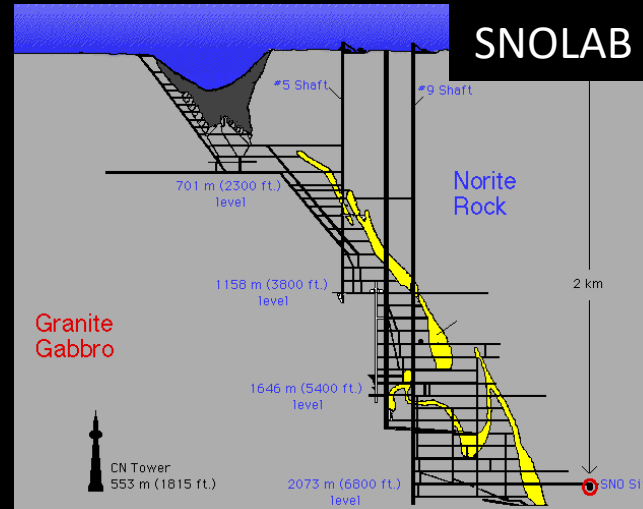 SNOLAB
#5 Shaft
#9 Shaft
701 m (2300 ft.)
level
Norite
Rock
1158 m (3800 ft.)
level
2 km
Granite
Gabbro
1646 m (5400 ft.)
level
CN Tower
553 m (1815 ft.)
2073 m (6800 ft.)
level
SNO Si